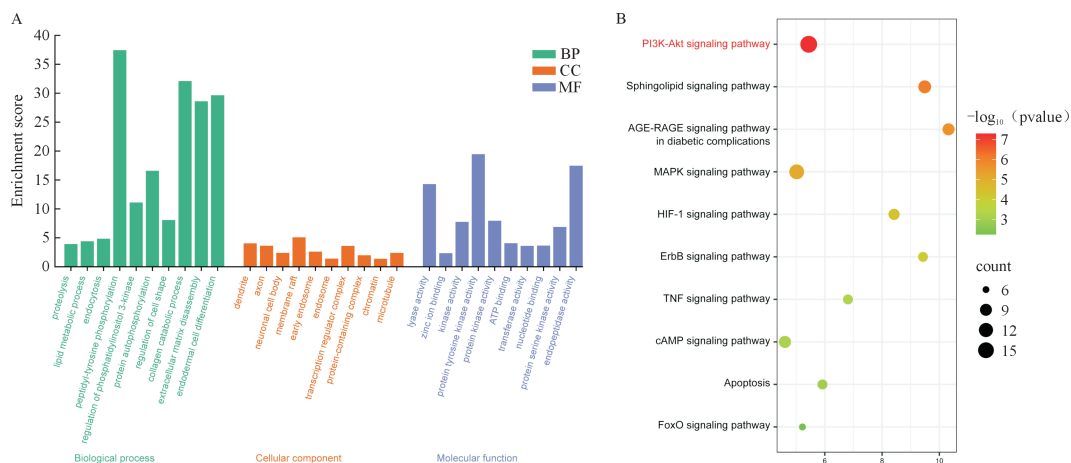 A
Enrichment score
40
35
30
25
20
15
10
5
0
BP
CC
MF
proteolysis
lipid metabolic process
endocytosis
peptidyl-tyrosine phosphorylation
regulation of phosphatidylinositol 3-kinase
protein autophosphorylation
regulation of cell shape
collagen catabolic process
extracellular matrix disassembly
endodermal cell differentiation
dendrite
axon
neuronal cell body
membrane raft
early endosome
endosome
transcription regulator complex
protein-containing complex
chromatin
microtubule
lyase activity
zinc ion binding
kinase activity
protein tyrosine kinase activity
protein kinase activity
ATP binding
transferase activity
nucleotide binding
protein serine kinase activity
endopeptidase activity
Biological process
Cellular component
Molecular function
B
PI3K-Akt signaling pathway
Sphingolipid signaling pathway
AGE-RAGE signaling pathway
in diabetic complications
MAPK signaling pathway
HIF-1 signaling pathway
ErbB signaling pathway
TNF signaling pathway
cAMP signaling pathway
Apoptosis
FoxO signaling pathway
6
8
10
−log₁₀（pvalue）
7
6
5
4
3
count
6
9
12
15